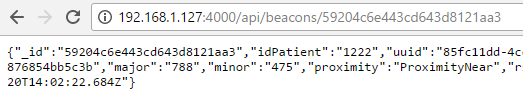 192.168.1.127:4000/api/beacons/59204c6e443cd643d8121aa3
{"_id":"59204c6e443cd643d8121aa3","idPatient":"1222","uuid":"85fc11dd-4c
876854bb5c3b","major":"788","minor":"475","proximity":"ProximityNear","r
20T14:02:22.684Z"}